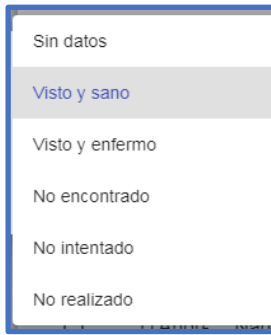 Sin datos
Visto y sano
Visto y enfermo
No encontrado
No intentado
No realizado